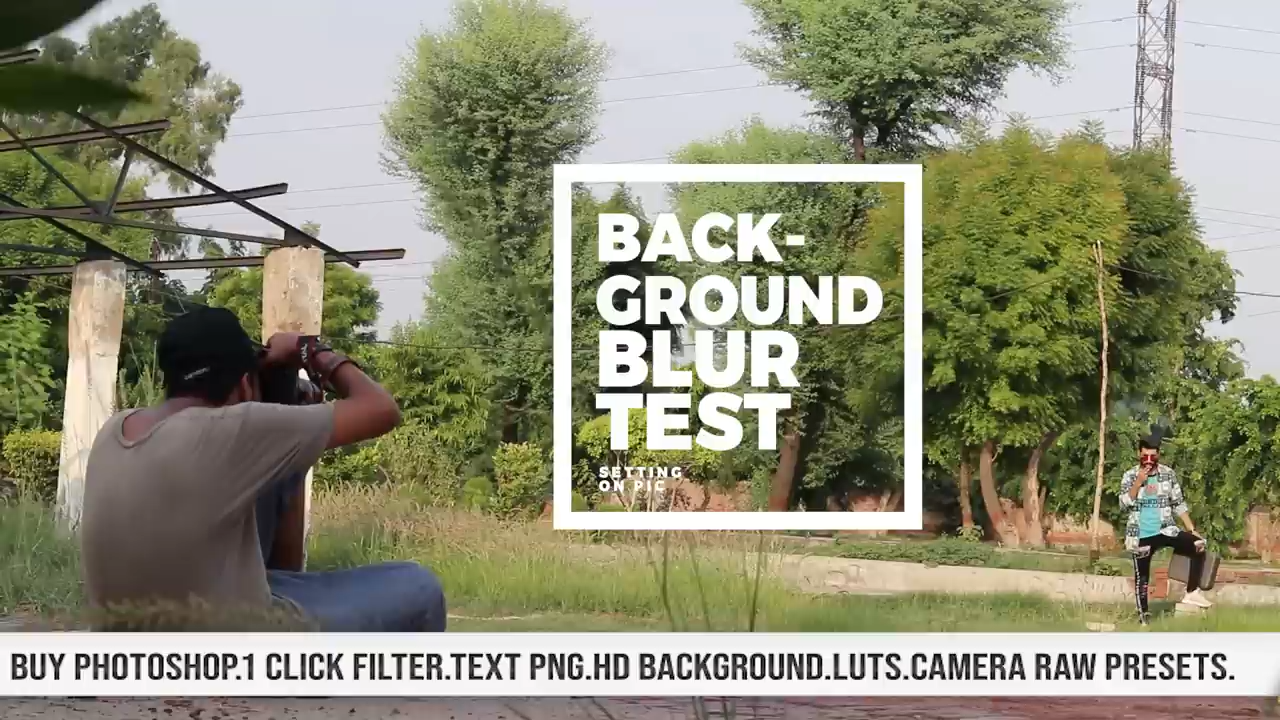 BACK-
GROUND
BLUR
TEST
SETTING
ON PIC
BUY PHOTOSHOP.1 CLICK FILTER.TEXT PNG.HD BACKGROUND.LUTS.CAMERA RAW PRESETS.